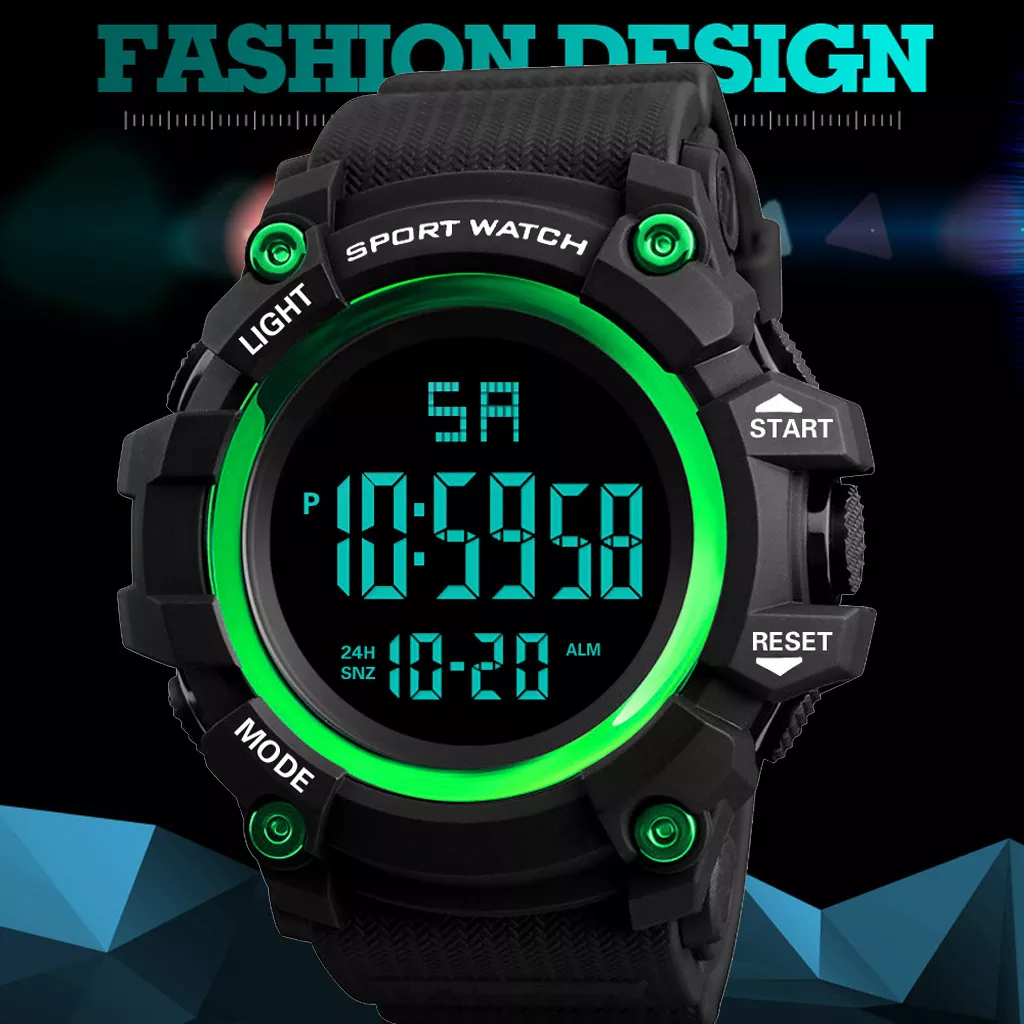 FASHION DESIGN
SPORT WATCH
LIGHT
SA
START
P 10:59 58
RESET
24H
SNZ
10-20
ALM
MODE